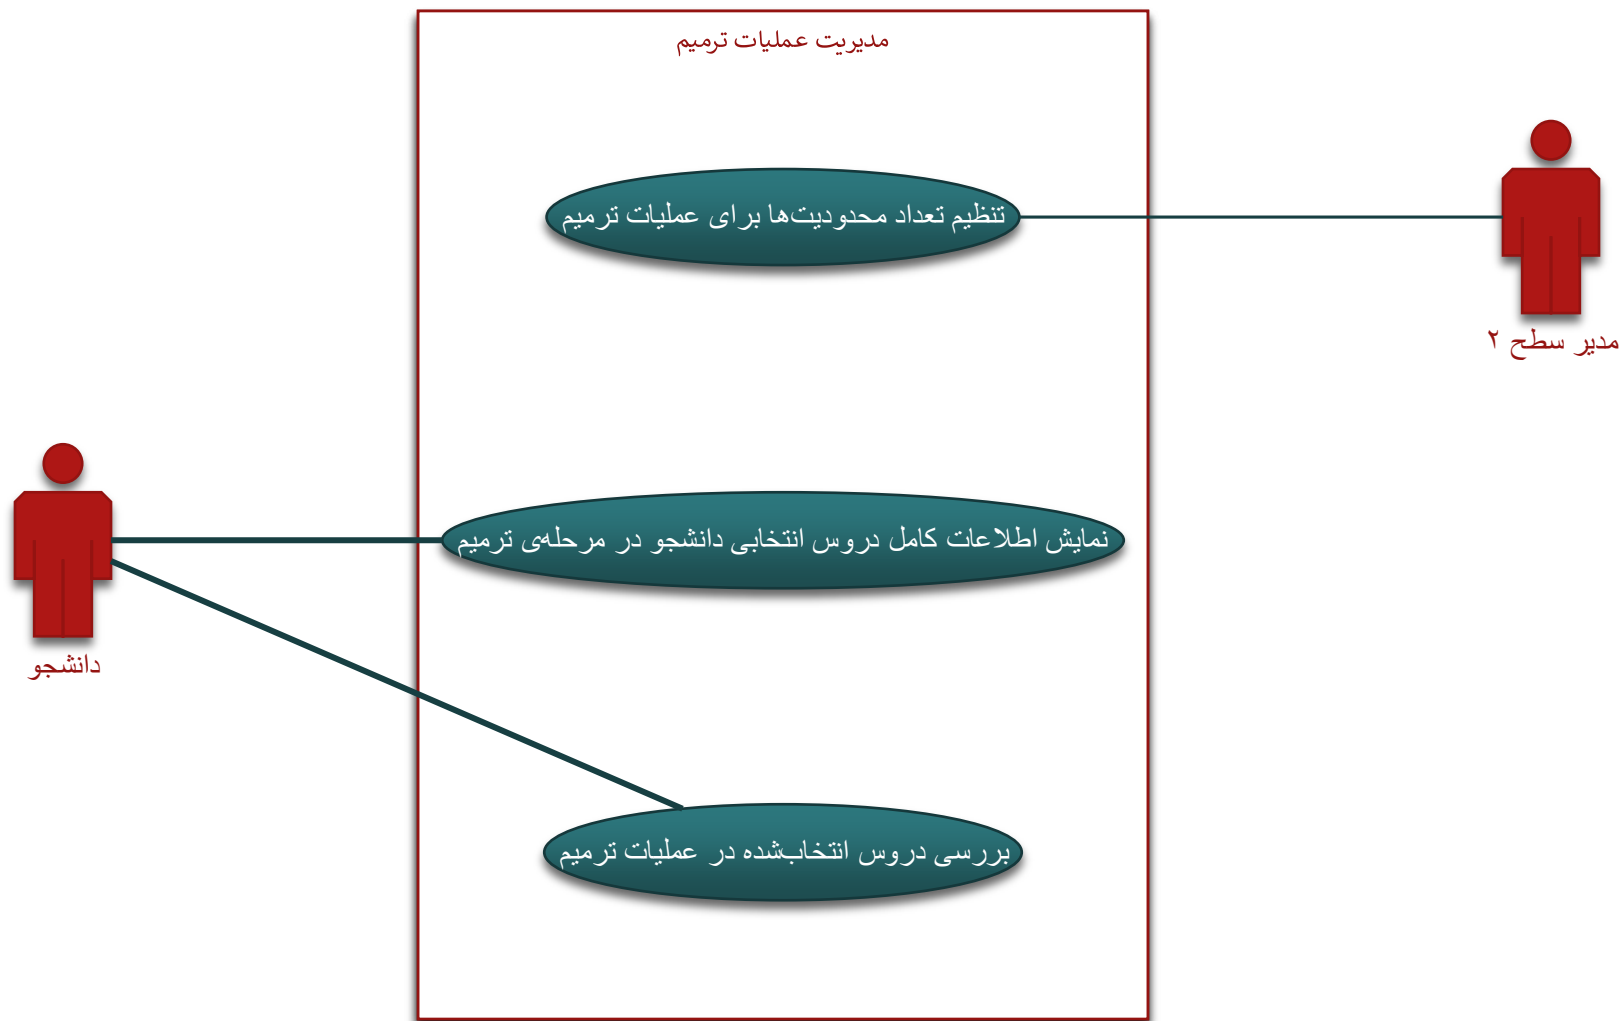 مدیریت عملیات ترمیم
تنظیم تعداد محدودیت‌ها برای عملیات ترمیم
مدیر سطح ۲
نمایش اطلاعات کامل دروس انتخابی دانشجو در مرحله‌ی ترمیم
دانشجو
بررسی دروس انتخاب‌شده در عملیات ترمیم